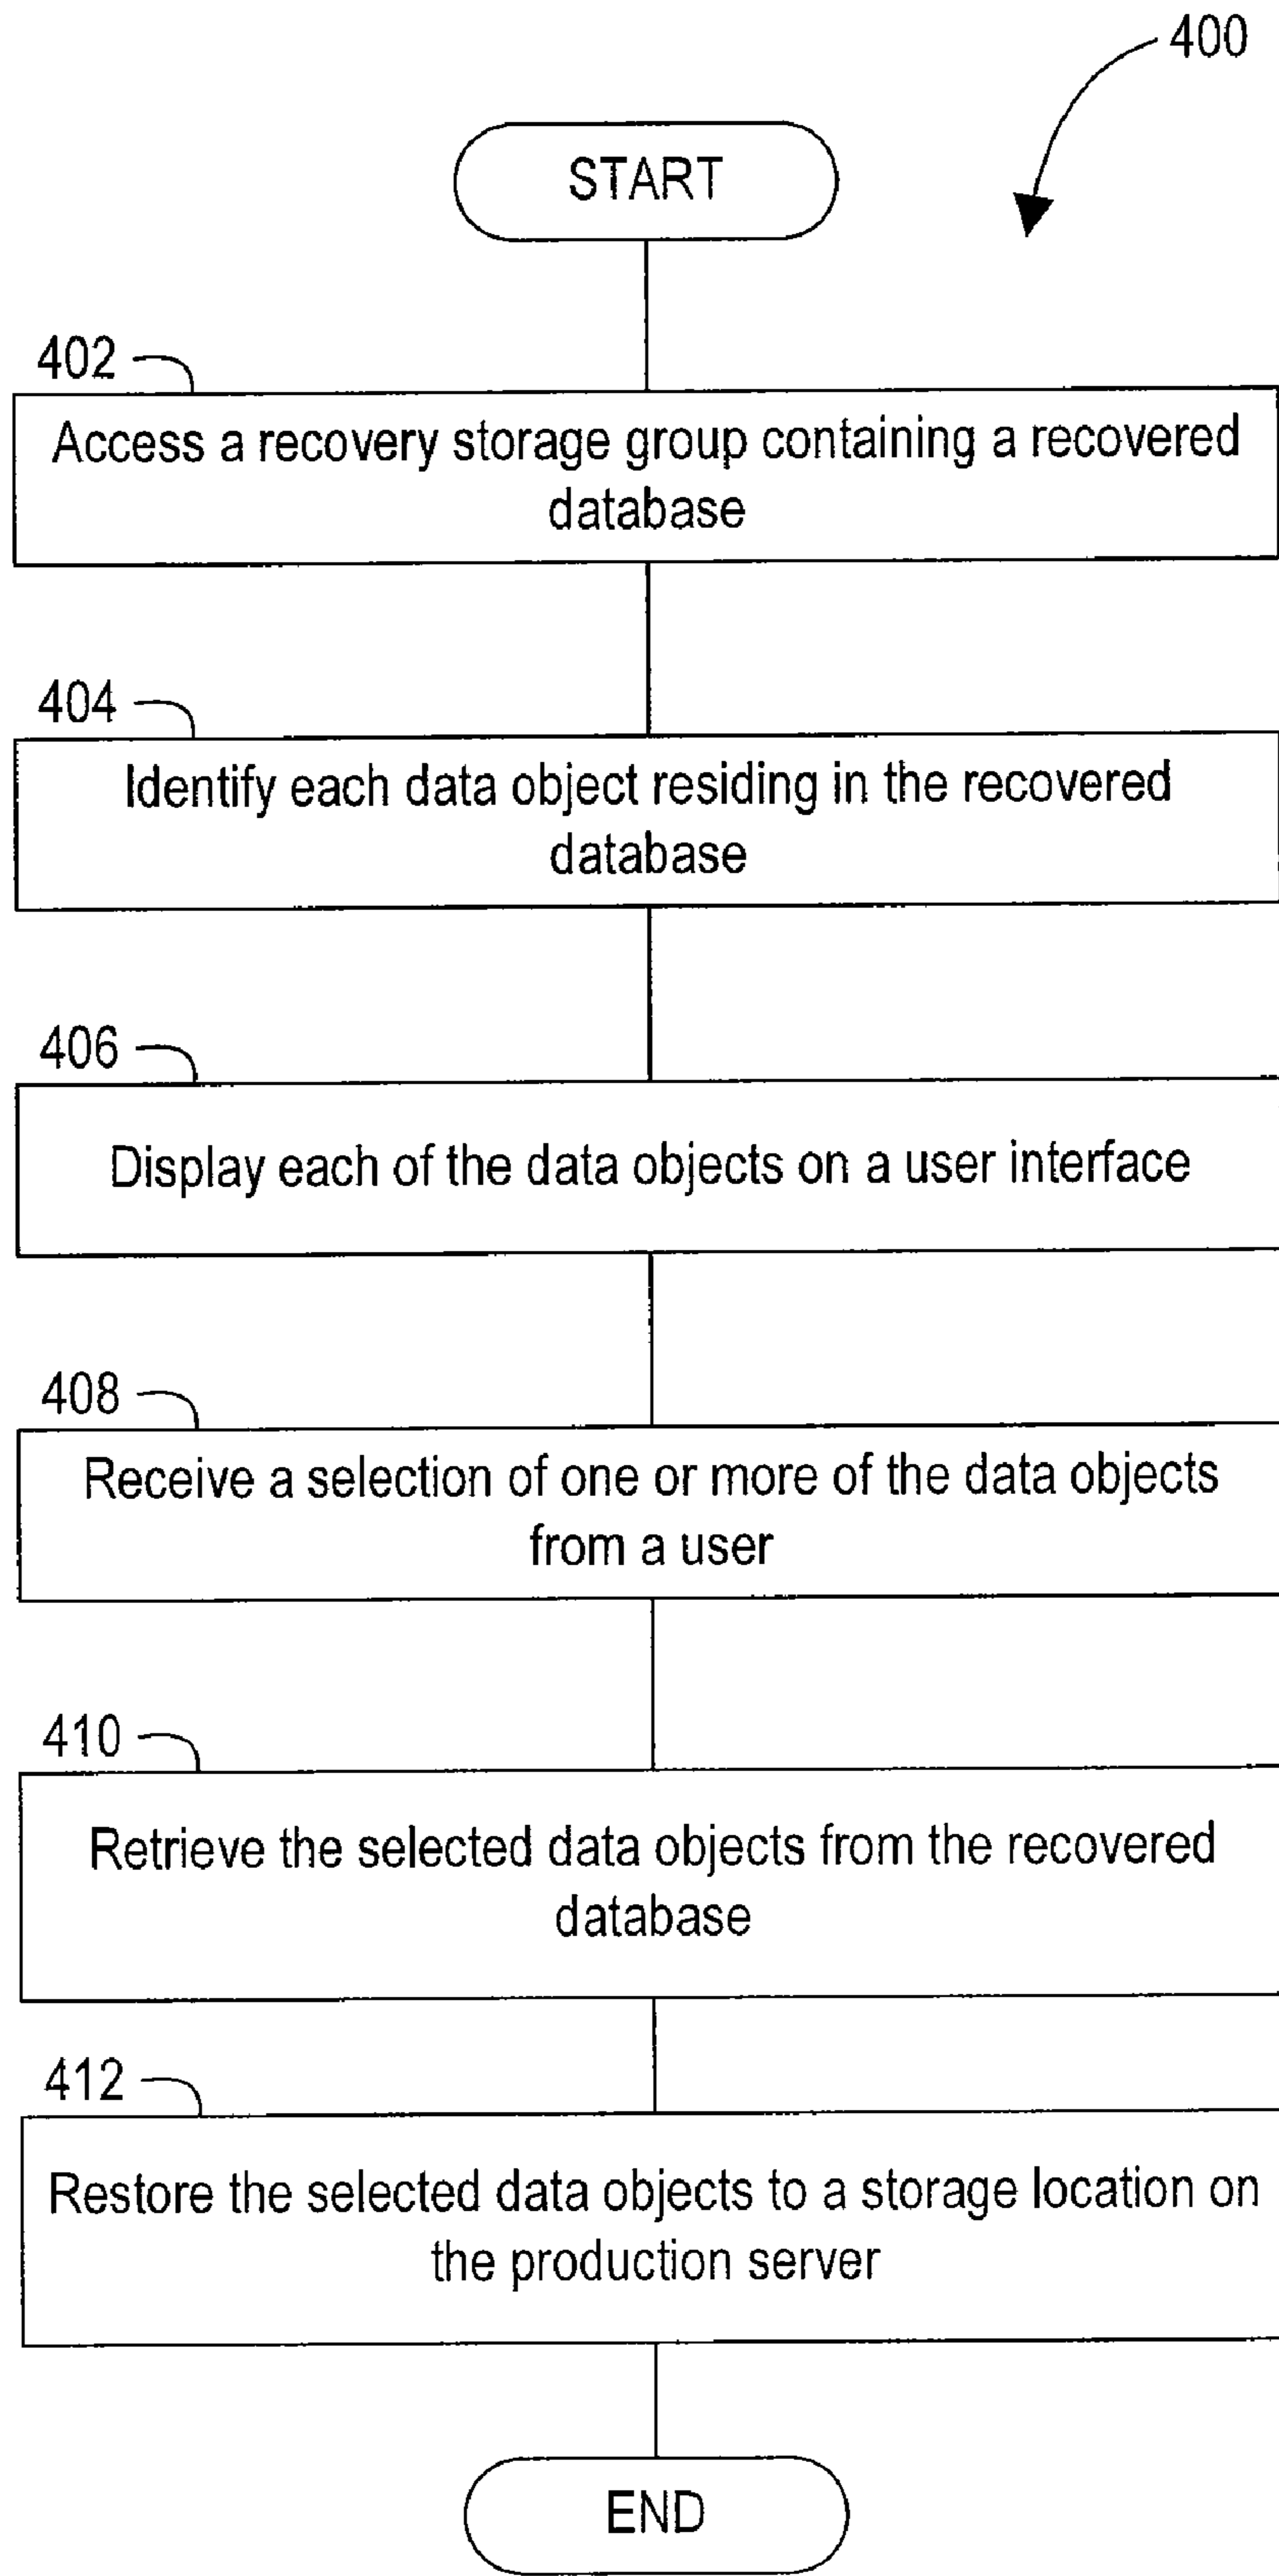 400
START
402
Access a recovery storage group containing a recovered
database
404
Identify each data object residing in the recovered
database
406
Display each of the data objects on a user interface
408
Receive a selection of one or more of the data objects
from a user
410
Retrieve the selected data objects from the recovered
database
412
Restore the selected data objects to a storage location on
the production server
END